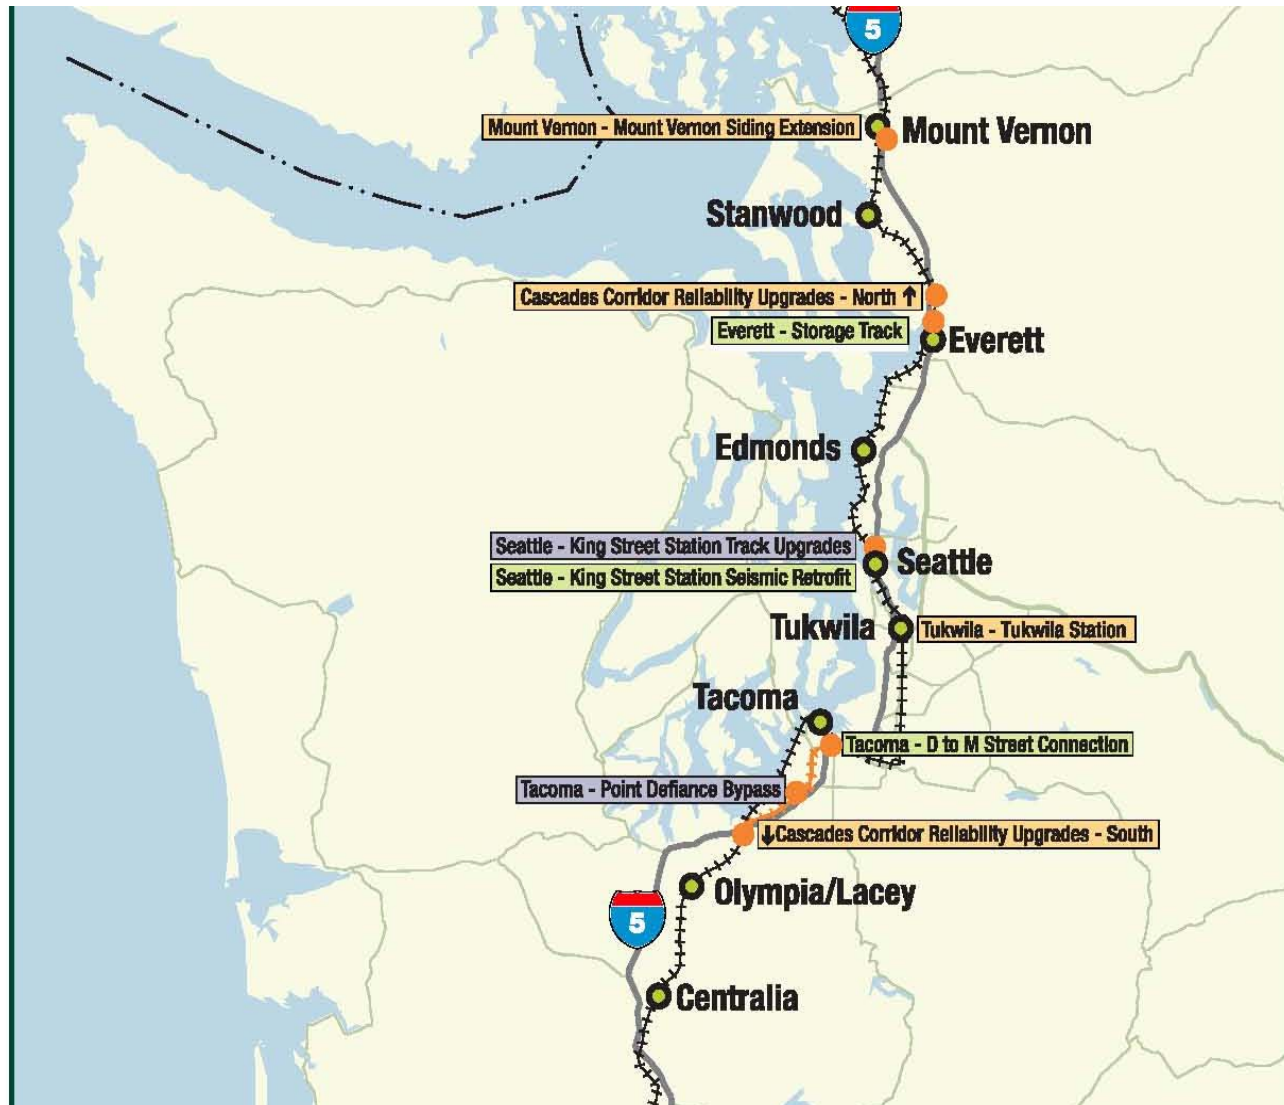 5
Mount Vernon - Mount Vernon Siding Extension
Mount Vernon
Stanwood
Cascades Corridor Reliability Upgrades - North ↑
Everett - Storage Track
Everett
Edmonds
Seattle - King Street Station Track Upgrades
Seattle
Seattle - King Street Station Seismic Retrofit
Tukwila
Tukwila - Tukwila Station
Tacoma
Tacoma - D to M Street Connection
Tacoma - Point Defiance Bypass
↓Cascades Corridor Reliability Upgrades - South
Olympia/Lacey
5
Centralia